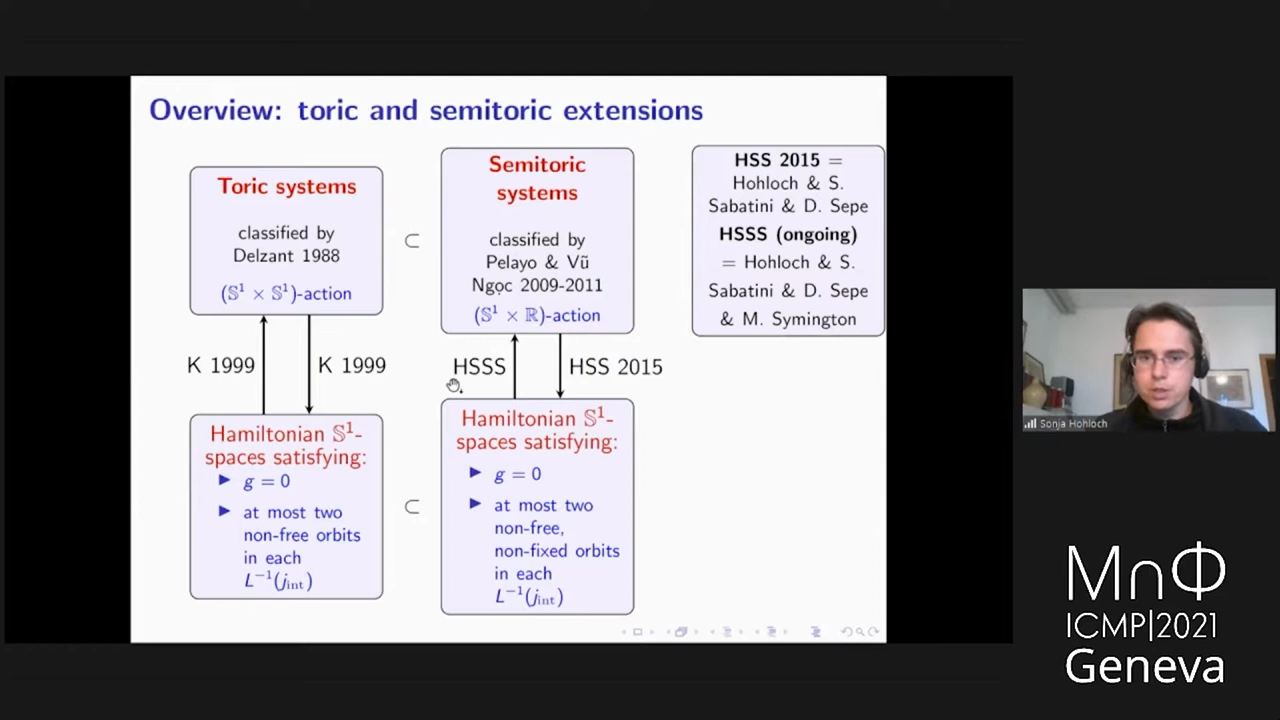 Overview: toric and semitoric extensions
Toric systems
classified by
Delzant 1988
(𝕊¹ × 𝕊¹)-action
⊂
Semitoric
systems
classified by
Pelayo & Vũ
Ngọc 2009-2011
(𝕊¹ × ℝ)-action
HSS 2015 =
Hohloch & S.
Sabatini & D. Sepe
HSSS (ongoing)
= Hohloch & S.
Sabatini & D. Sepe
& M. Symington
K 1999
K 1999
HSSS
HSS 2015
Hamiltonian 𝕊¹-
spaces satisfying:
g = 0
at most two
non-free orbits
in each
L⁻¹(j_int)
⊂
Hamiltonian 𝕊¹-
spaces satisfying:
g = 0
at most two
non-free,
non-fixed orbits
in each
L⁻¹(j_int)
Sonja Hohloch
MnΦ
ICMP|2021
Geneva